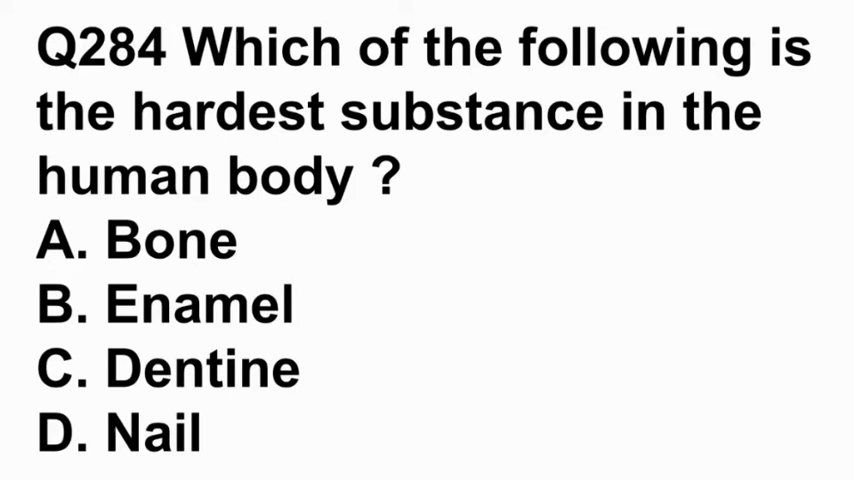 Q284 Which of the following is
the hardest substance in the
human body ?
A. Bone
B. Enamel
C. Dentine
D. Nail